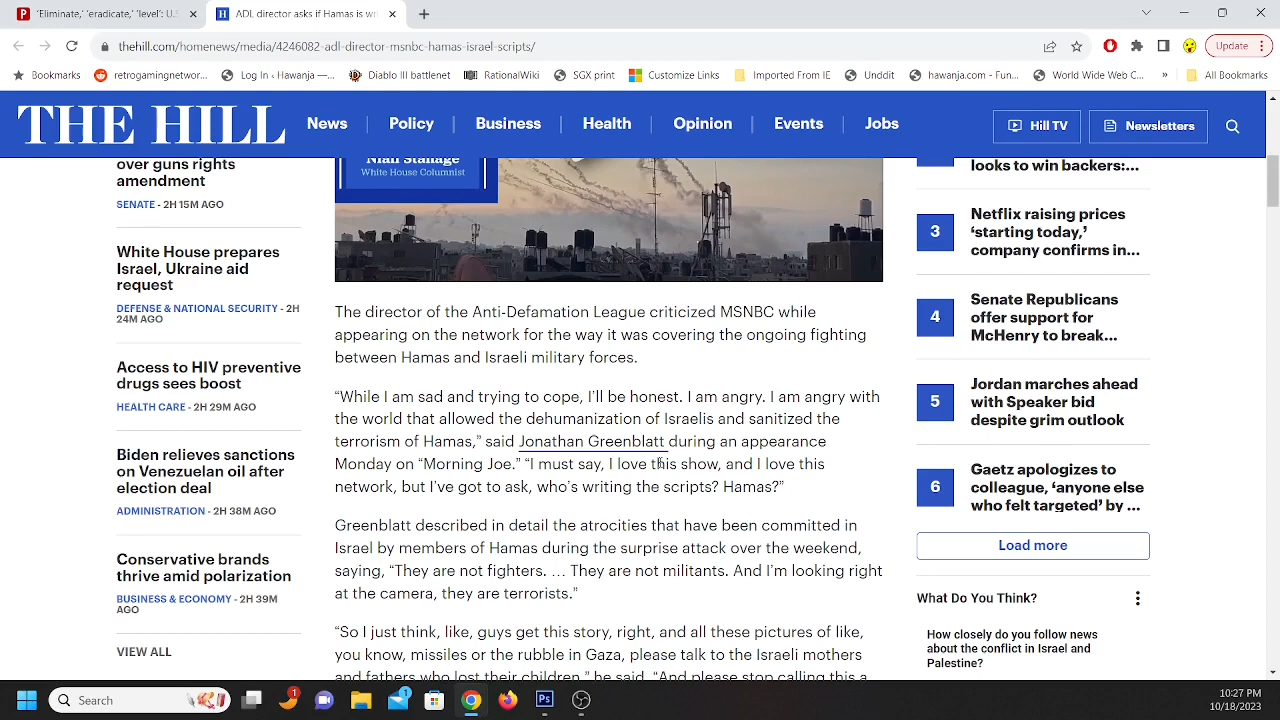 'Eliminate,' 'eradicate,' 'level': U.S
ADL director asks if Hamas is wri
thehill.com/homenews/media/4246082-adl-director-msnbc-hamas-israel-scripts/
Update
Bookmarks
retrogamingnetwor...
Log In ‹ Hawanja —...
Diablo III battlenet
RationalWiki
SGX print
Customize Links
Imported From IE
Unddit
hawanja.com - Fun...
World Wide Web C...
»
All Bookmarks
THE HILL
News
Policy
Business
Health
Opinion
Events
Jobs
Hill TV
Newsletters
over guns rights
amendment
SENATE - 2H 15M AGO
White House prepares
Israel, Ukraine aid
request
DEFENSE & NATIONAL SECURITY - 2H
24M AGO
Access to HIV preventive
drugs sees boost
HEALTH CARE - 2H 29M AGO
Biden relieves sanctions
on Venezuelan oil after
election deal
ADMINISTRATION - 2H 38M AGO
Conservative brands
thrive amid polarization
BUSINESS & ECONOMY - 2H 39M
AGO
VIEW ALL
Niall Stanage
White House Columnist
The director of the Anti-Defamation League criticized MSNBC while
appearing on the network for the way it was covering the ongoing fighting
between Hamas and Israeli military forces.
“While I am sad and trying to cope, I’ll be honest. I am angry. I am angry with
the world that allowed the dehumanization of Israelis and sanitized the
terrorism of Hamas,” said Jonathan Greenblatt during an appearance
Monday on “Morning Joe.” “I must say, I love this show, and I love this
network, but I’ve got to ask, who’s writing the scripts? Hamas?”
Greenblatt described in detail the atrocities that have been committed in
Israel by members of Hamas during the surprise attack over the weekend,
saying, “They are not fighters. … They are not militants. And I’m looking right
at the camera, they are terrorists.”
“So I just think, like, guys get this story, right, and all these pictures of like,
you know, missiles or the rubble in Gaza, please talk to the Israeli mothers
and fathers who lost their children,” he said. “And please stop calling this a
looks to win backers:...
3
Netflix raising prices
‘starting today,’
company confirms in...
4
Senate Republicans
offer support for
McHenry to break...
5
Jordan marches ahead
with Speaker bid
despite grim outlook
6
Gaetz apologizes to
colleague, ‘anyone else
who felt targeted’ by ...
Load more
What Do You Think?
How closely do you follow news
about the conflict in Israel and
Palestine?
Search
1
1
Ps
10:27 PM
10/18/2023